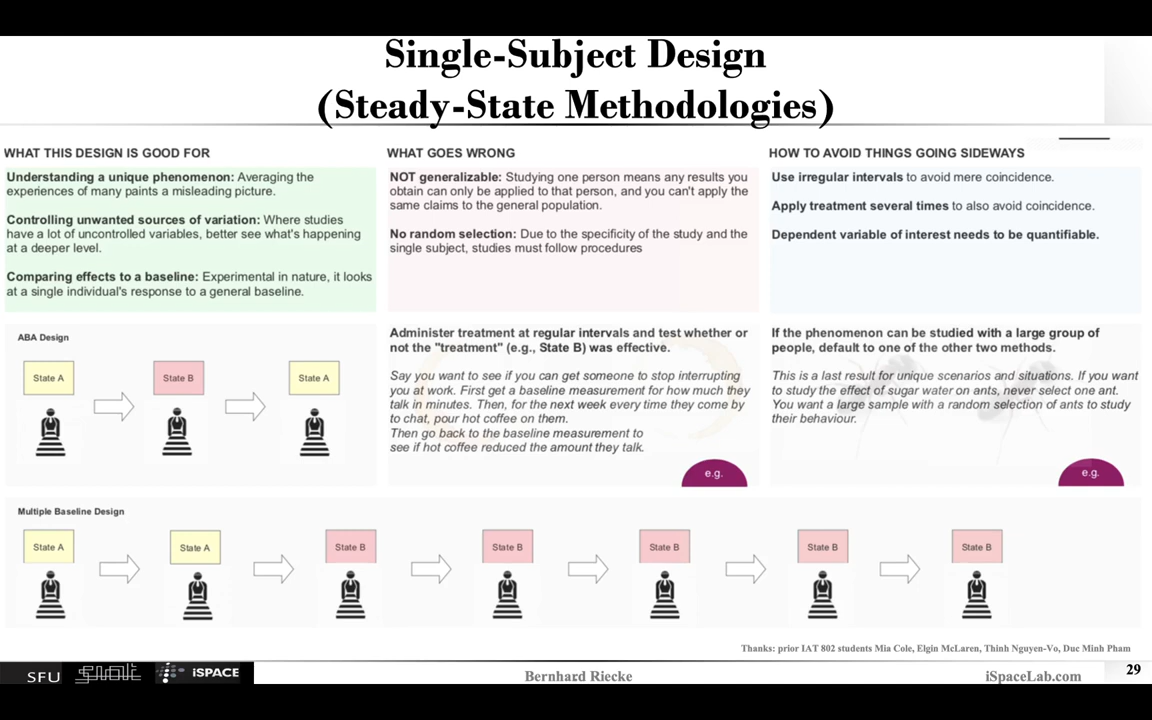 Single-Subject Design
(Steady-State Methodologies)
WHAT THIS DESIGN IS GOOD FOR
Understanding a unique phenomenon: Averaging the
experiences of many paints a misleading picture.
Controlling unwanted sources of variation: Where studies
have a lot of uncontrolled variables, better see what's happening
at a deeper level.
Comparing effects to a baseline: Experimental in nature, it looks
at a single individual's response to a general baseline.
WHAT GOES WRONG
NOT generalizable: Studying one person means any results you
obtain can only be applied to that person, and you can't apply the
same claims to the general population.
No random selection: Due to the specificity of the study and the
single subject, studies must follow procedures
HOW TO AVOID THINGS GOING SIDEWAYS
Use irregular intervals to avoid mere coincidence.
Apply treatment several times to also avoid coincidence.
Dependent variable of interest needs to be quantifiable.
ABA Design
State A
State B
State A
Administer treatment at regular intervals and test whether or
not the "treatment" (e.g., State B) was effective.
Say you want to see if you can get someone to stop interrupting
you at work. First get a baseline measurement for how much they
talk in minutes. Then, for the next week every time they come by
to chat, pour hot coffee on them.
Then go back to the baseline measurement to
see if hot coffee reduced the amount they talk.
e.g.
If the phenomenon can be studied with a large group of
people, default to one of the other two methods.
This is a last result for unique scenarios and situations. If you want
to study the effect of sugar water on ants, never select one ant.
You want a large sample with a random selection of ants to study
their behaviour.
e.g.
Multiple Baseline Design
State A
State A
State B
State B
State B
State B
State B
Thanks: prior IAT 802 students Mia Cole, Elgin McLaren, Thinh Nguyen-Vo, Duc Minh Pham
SFU
iSPACE
Bernhard Riecke
iSpaceLab.com
29